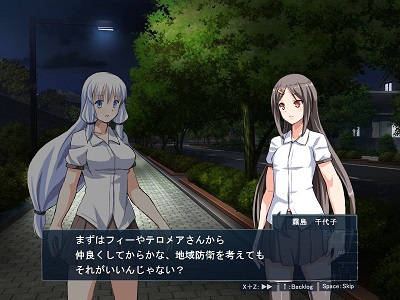 霧島 千代子
まずはフィーやテロメアさんから
仲良くしてからかな、地域防衛を考えても
それがいいんじゃない？
X+Z:▶▶ | ↑:Backlog | Space:Skip